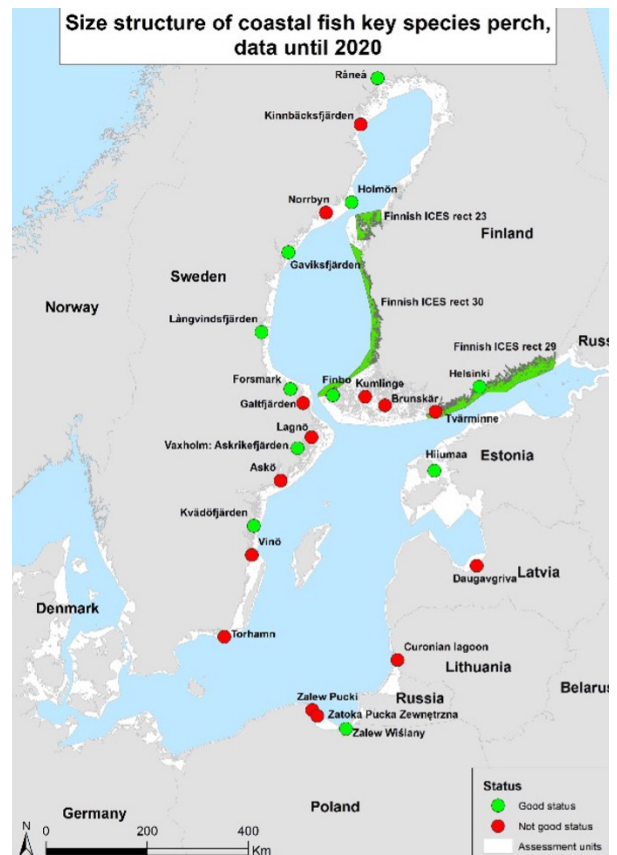 Size structure of coastal fish key species perch,
data until 2020
Råneå
Kinnbäcksfjärden
Holmön
Norrbyn
Finnish ICES rect 23
Finland
Gaviksfjärden
Sweden
Norway
Finnish ICES rect 30
Långvindsfjärden
Finnish ICES rect 29
Russ
Helsinki
Forsmark
Finbo
Kumlinge
Galtfjärden
Brunskär
Tvärminne
Lagnö
Vaxholm: Askrikefjärden
Hiiumaa
Estonia
Askö
Kvädöfjärden
Vinö
Daugavgriva
Latvia
Denmark
Torhamn
Curonian lagoon
Lithuania
Russia
Belarus
Zalew Pucki
Zatoka Pucka Zewnętrzna
Zalew Wiślany
Poland
Germany
Status
Good status
Not good status
Assessment units
N
0 200 400
Km